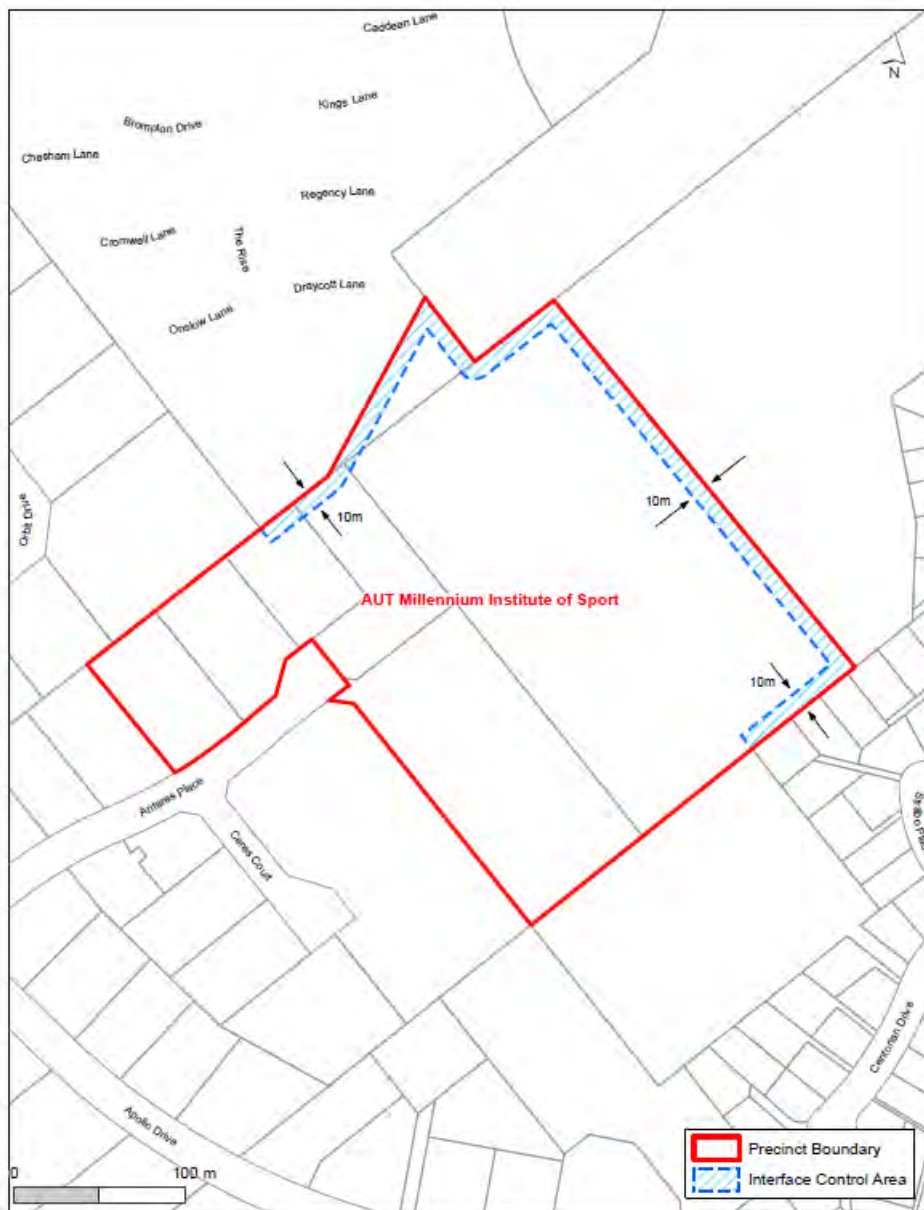 Caddean Lane
N
Kings Lane
Brompton Drive
Chesham Lane
Regency Lane
Cromwell Lane
The Rise
Draycott Lane
Onslow Lane
Orbit Drive
10m
10m
AUT Millennium Institute of Sport
10m
Antares Place
Ceres Court
Centorian Drive
Apollo Drive
0 100 m
Precinct Boundary
Interface Control Area